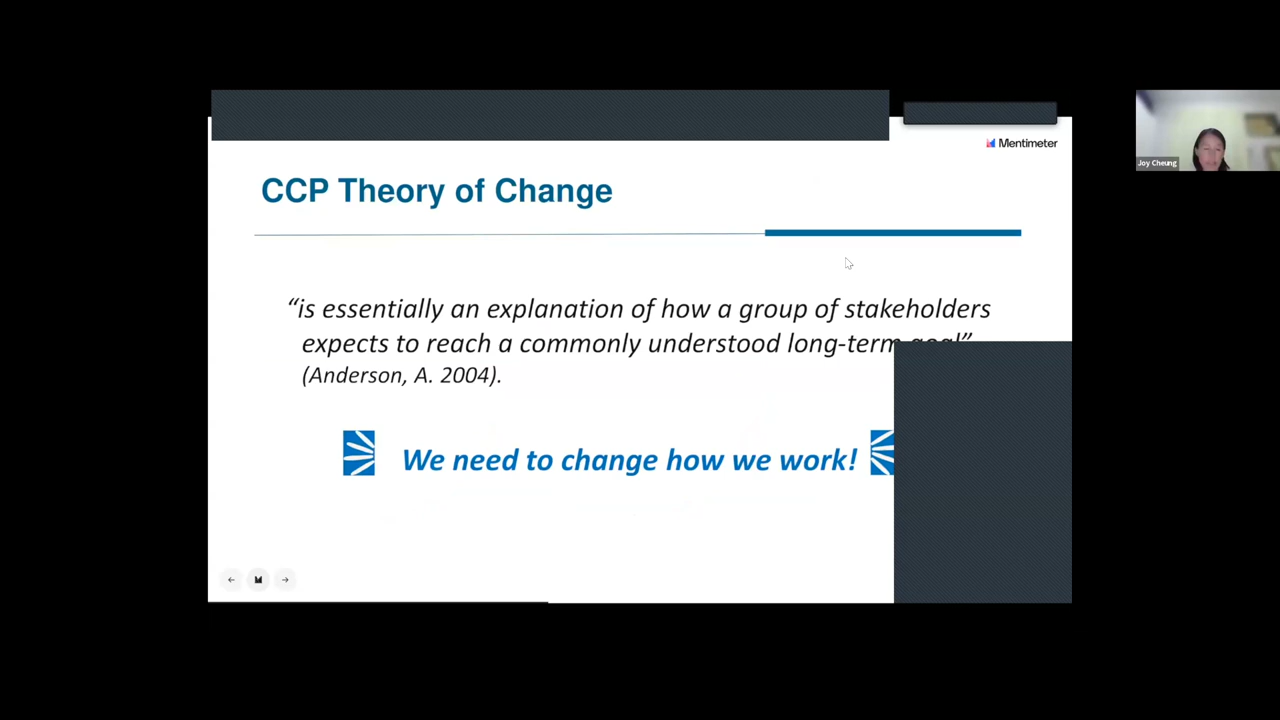 Mentimeter
Joy Cheung
CCP Theory of Change
“is essentially an explanation of how a group of stakeholders
expects to reach a commonly understood long-term goal”
(Anderson, A. 2004).
We need to change how we work!